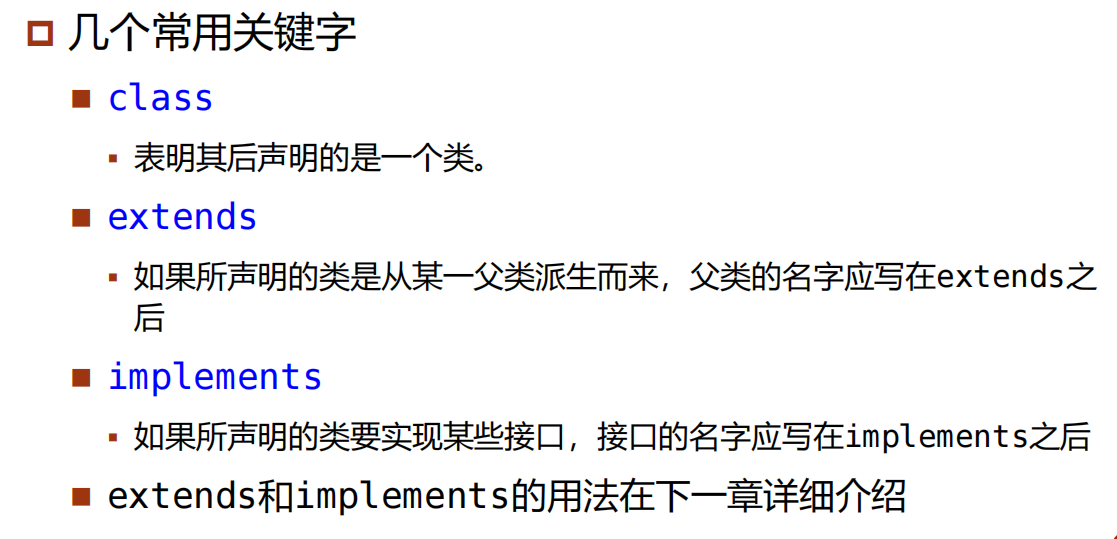 几个常用关键字
class
表明其后声明的是一个类。
extends
如果所声明的类是从某一父类派生而来，父类的名字应写在extends之
后
implements
如果所声明的类要实现某些接口，接口的名字应写在implements之后
extends和implements的用法在下一章详细介绍